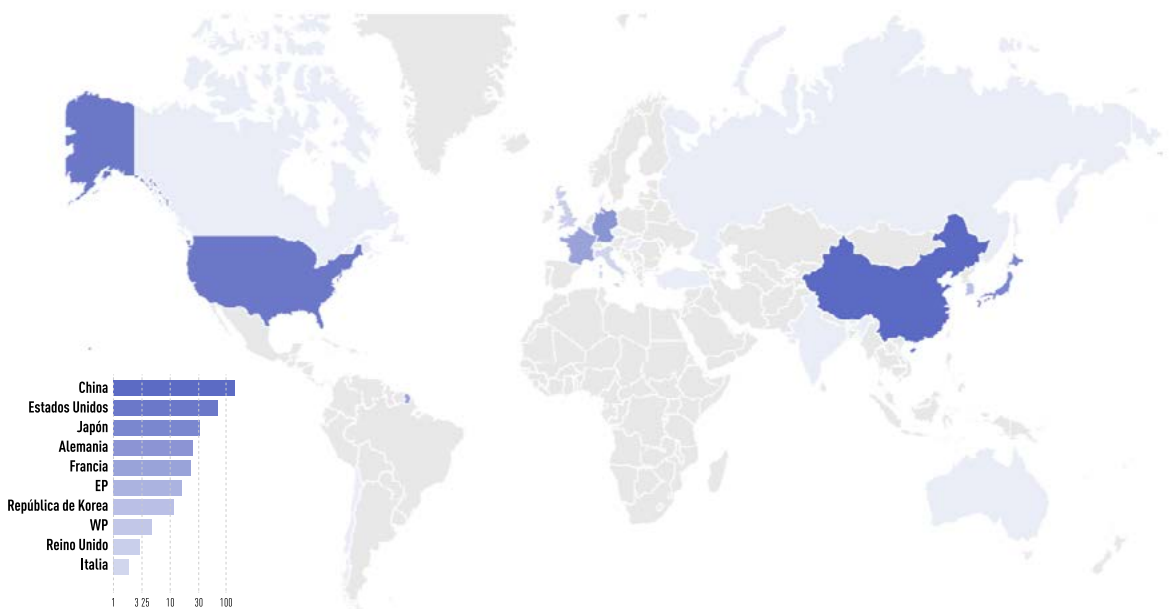 China
Estados Unidos
Japón
Alemania
Francia
EP
República de Korea
WP
Reino Unido
Italia
1 3 25 10 30 100